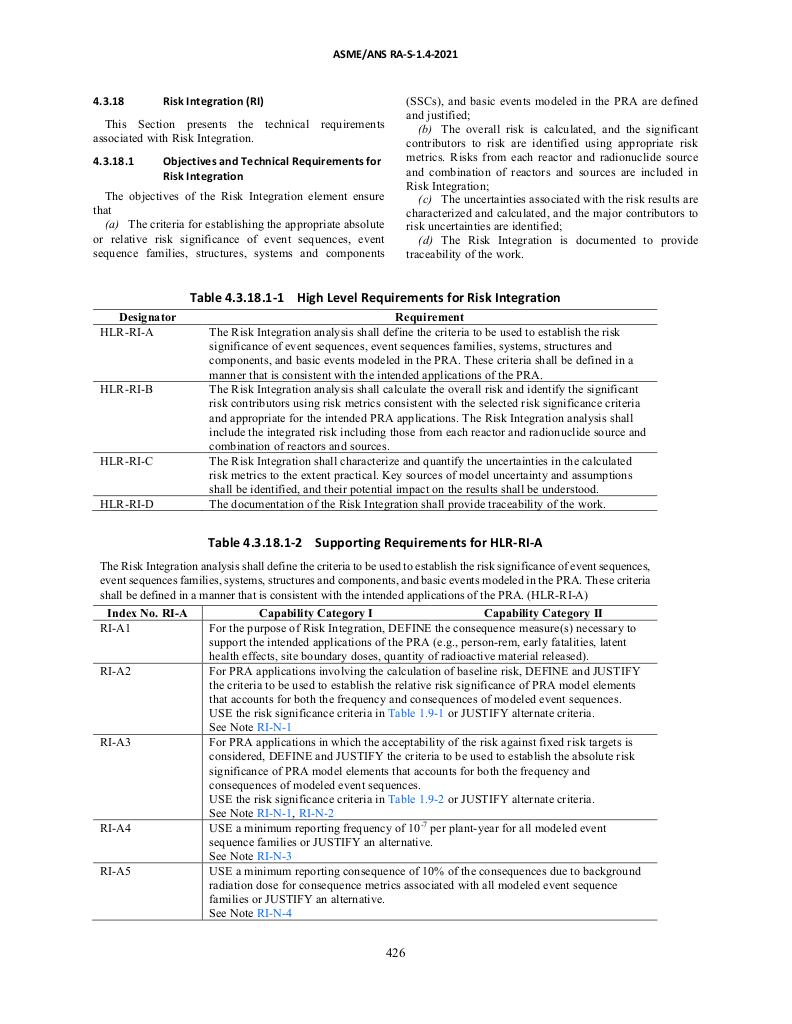 ASME/ANS RA-S-1.4-2021
4.3.18 Risk Integration (RI)
This Section presents the technical requirements
associated with Risk Integration.
4.3.18.1 Objectives and Technical Requirements for
Risk Integration
The objectives of the Risk Integration element ensure
that
(a) The criteria for establishing the appropriate absolute
or relative risk significance of event sequences, event
sequence families, structures, systems and components
(SSCs), and basic events modeled in the PRA are defined
and justified;
(b) The overall risk is calculated, and the significant
contributors to risk are identified using appropriate risk
metrics. Risks from each reactor and radionuclide source
and combination of reactors and sources are included in
Risk Integration;
(c) The uncertainties associated with the risk results are
characterized and calculated, and the major contributors to
risk uncertainties are identified;
(d) The Risk Integration is documented to provide
traceability of the work.
Table 4.3.18.1-1 High Level Requirements for Risk Integration
Designator Requirement
HLR-RI-A The Risk Integration analysis shall define the criteria to be used to establish the risk
significance of event sequences, event sequences families, systems, structures and
components, and basic events modeled in the PRA. These criteria shall be defined in a
manner that is consistent with the intended applications of the PRA.
HLR-RI-B The Risk Integration analysis shall calculate the overall risk and identify the significant
risk contributors using risk metrics consistent with the selected risk significance criteria
and appropriate for the intended PRA applications. The Risk Integration analysis shall
include the integrated risk including those from each reactor and radionuclide source and
combination of reactors and sources.
HLR-RI-C The Risk Integration shall characterize and quantify the uncertainties in the calculated
risk metrics to the extent practical. Key sources of model uncertainty and assumptions
shall be identified, and their potential impact on the results shall be understood.
HLR-RI-D The documentation of the Risk Integration shall provide traceability of the work.
Table 4.3.18.1-2 Supporting Requirements for HLR-RI-A
The Risk Integration analysis shall define the criteria to be used to establish the risk significance of event sequences,
event sequences families, systems, structures and components, and basic events modeled in the PRA. These criteria
shall be defined in a manner that is consistent with the intended applications of the PRA. (HLR-RI-A)
Index No. RI-A Capability Category I Capability Category II
RI-A1 For the purpose of Risk Integration, DEFINE the consequence measure(s) necessary to
support the intended applications of the PRA (e.g., person-rem, early fatalities, latent
health effects, site boundary doses, quantity of radioactive material released).
RI-A2 For PRA applications involving the calculation of baseline risk, DEFINE and JUSTIFY
the criteria to be used to establish the relative risk significance of PRA model elements
that accounts for both the frequency and consequences of modeled event sequences.
USE the risk significance criteria in Table 1.9-1 or JUSTIFY alternate criteria.
See Note RI-N-1
RI-A3 For PRA applications in which the acceptability of the risk against fixed risk targets is
considered, DEFINE and JUSTIFY the criteria to be used to establish the absolute risk
significance of PRA model elements that accounts for both the frequency and
consequences of modeled event sequences.
USE the risk significance criteria in Table 1.9-2 or JUSTIFY alternate criteria.
See Note RI-N-1, RI-N-2
RI-A4 USE a minimum reporting frequency of 10⁻⁷ per plant-year for all modeled event
sequence families or JUSTIFY an alternative.
See Note RI-N-3
RI-A5 USE a minimum reporting consequence of 10% of the consequences due to background
radiation dose for consequence metrics associated with all modeled event sequence
families or JUSTIFY an alternative.
See Note RI-N-4
426